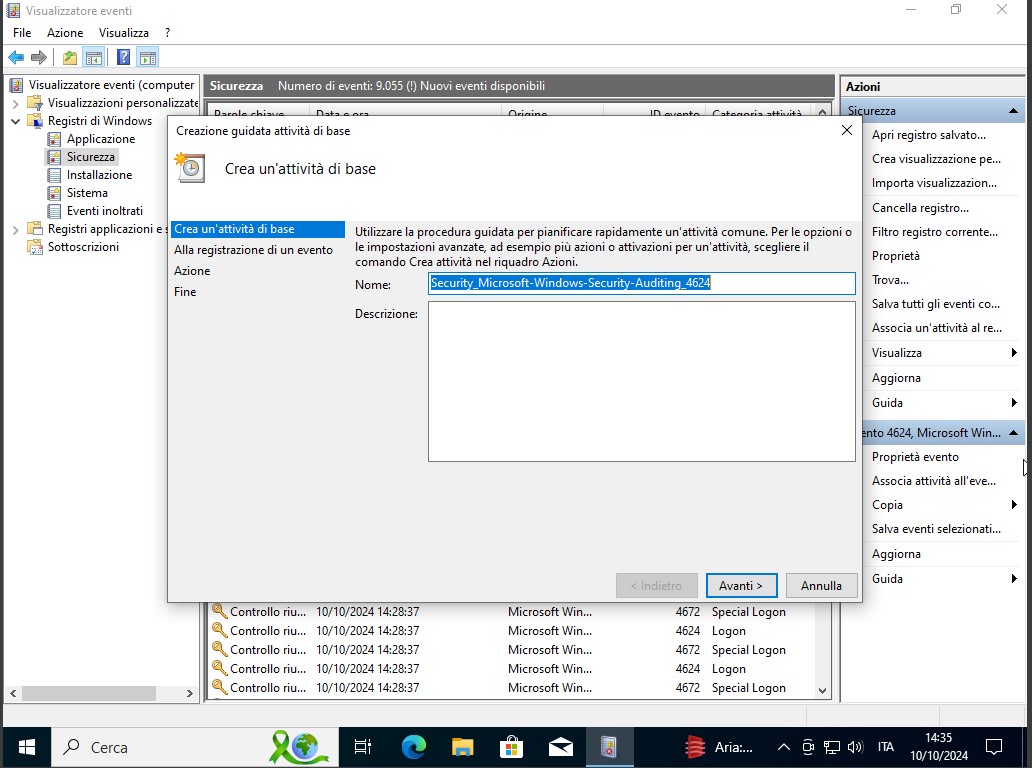 Visualizzatore eventi
File Azione Visualizza ?
Visualizzatore eventi (computer
Visualizzazioni personalizzate
Registri di Windows
Applicazione
Sicurezza
Installazione
Sistema
Eventi inoltrati
Registri applicazioni e s
Sottoscrizioni
Sicurezza Numero di eventi: 9.055 (!) Nuovi eventi disponibili
Parole chiave Data e ora Origine ID evento Categoria attività
Creazione guidata attività di base
Crea un'attività di base
Crea un'attività di base
Alla registrazione di un evento
Azione
Fine
Utilizzare la procedura guidata per pianificare rapidamente un'attività comune. Per le opzioni o
le impostazioni avanzate, ad esempio più azioni o attivazioni per un'attività, scegliere il
comando Crea attività nel riquadro Azioni.
Nome: Security_Microsoft-Windows-Security-Auditing_4624
Descrizione:
< Indietro Avanti > Annulla
Controllo riu... 10/10/2024 14:28:37 Microsoft Win... 4672 Special Logon
Controllo riu... 10/10/2024 14:28:37 Microsoft Win... 4624 Logon
Controllo riu... 10/10/2024 14:28:37 Microsoft Win... 4672 Special Logon
Controllo riu... 10/10/2024 14:28:37 Microsoft Win... 4624 Logon
Controllo riu... 10/10/2024 14:28:37 Microsoft Win... 4672 Special Logon
Azioni
Sicurezza
Apri registro salvato...
Crea visualizzazione pe...
Importa visualizzazion...
Cancella registro...
Filtro registro corrente...
Proprietà
Trova...
Salva tutti gli eventi co...
Associa un'attività al re...
Visualizza
Aggiorna
Guida
ento 4624, Microsoft Win...
Proprietà evento
Associa attività all'eve...
Copia
Salva eventi selezionati...
Aggiorna
Guida
Cerca
Aria:...
ITA
14:35
10/10/2024